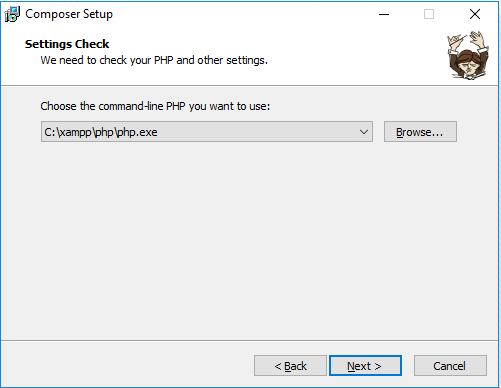 Composer Setup
Settings Check
We need to check your PHP and other settings.
Choose the command-line PHP you want to use:
C:\xampp\php\php.exe
Browse...
< Back
Next >
Cancel